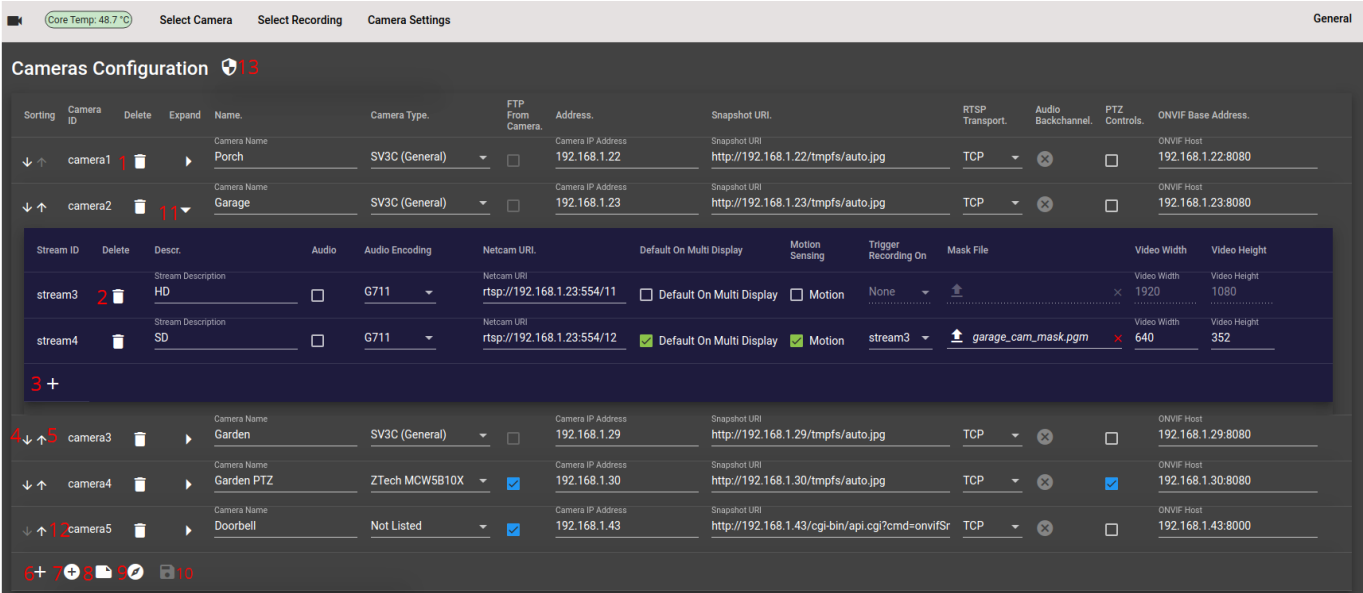 Core Temp: 48.7 °C Select Camera Select Recording Camera Settings General
Cameras Configuration 13
Sorting Camera ID Delete Expand Name. Camera Type. FTP From Camera. Address. Snapshot URI. RTSP Transport. Audio Backchannel. PTZ Controls. ONVIF Base Address.
Camera Name Camera IP Address Snapshot URI ONVIF Host
camera1 1 Porch SV3C (General) 192.168.1.22 http://192.168.1.22/tmpfs/auto.jpg TCP 192.168.1.22:8080
Camera Name Camera IP Address Snapshot URI ONVIF Host
camera2 11 Garage SV3C (General) 192.168.1.23 http://192.168.1.23/tmpfs/auto.jpg TCP 192.168.1.23:8080
Stream ID Delete Descr. Audio Audio Encoding Netcam URI. Default On Multi Display Motion Sensing Trigger Recording On Mask File Video Width Video Height
Stream Description Netcam URI Video Width Video Height
stream3 2 HD G711 rtsp://192.168.1.23:554/11 Default On Multi Display Motion None 1920 1080
Stream Description Netcam URI Video Width Video Height
stream4 SD G711 rtsp://192.168.1.23:554/12 Default On Multi Display Motion stream3 garage_cam_mask.pgm 640 352
3 +
Camera Name Camera IP Address Snapshot URI ONVIF Host
4 5 camera3 Garden SV3C (General) 192.168.1.29 http://192.168.1.29/tmpfs/auto.jpg TCP 192.168.1.29:8080
Camera Name Camera IP Address Snapshot URI ONVIF Host
camera4 Garden PTZ ZTech MCW5B10X 192.168.1.30 http://192.168.1.30/tmpfs/auto.jpg TCP 192.168.1.30:8080
Camera Name Camera IP Address Snapshot URI ONVIF Host
12 camera5 Doorbell Not Listed 192.168.1.43 http://192.168.1.43/cgi-bin/api.cgi?cmd=onvifSr TCP 192.168.1.43:8000
6 + 7 8 9 10